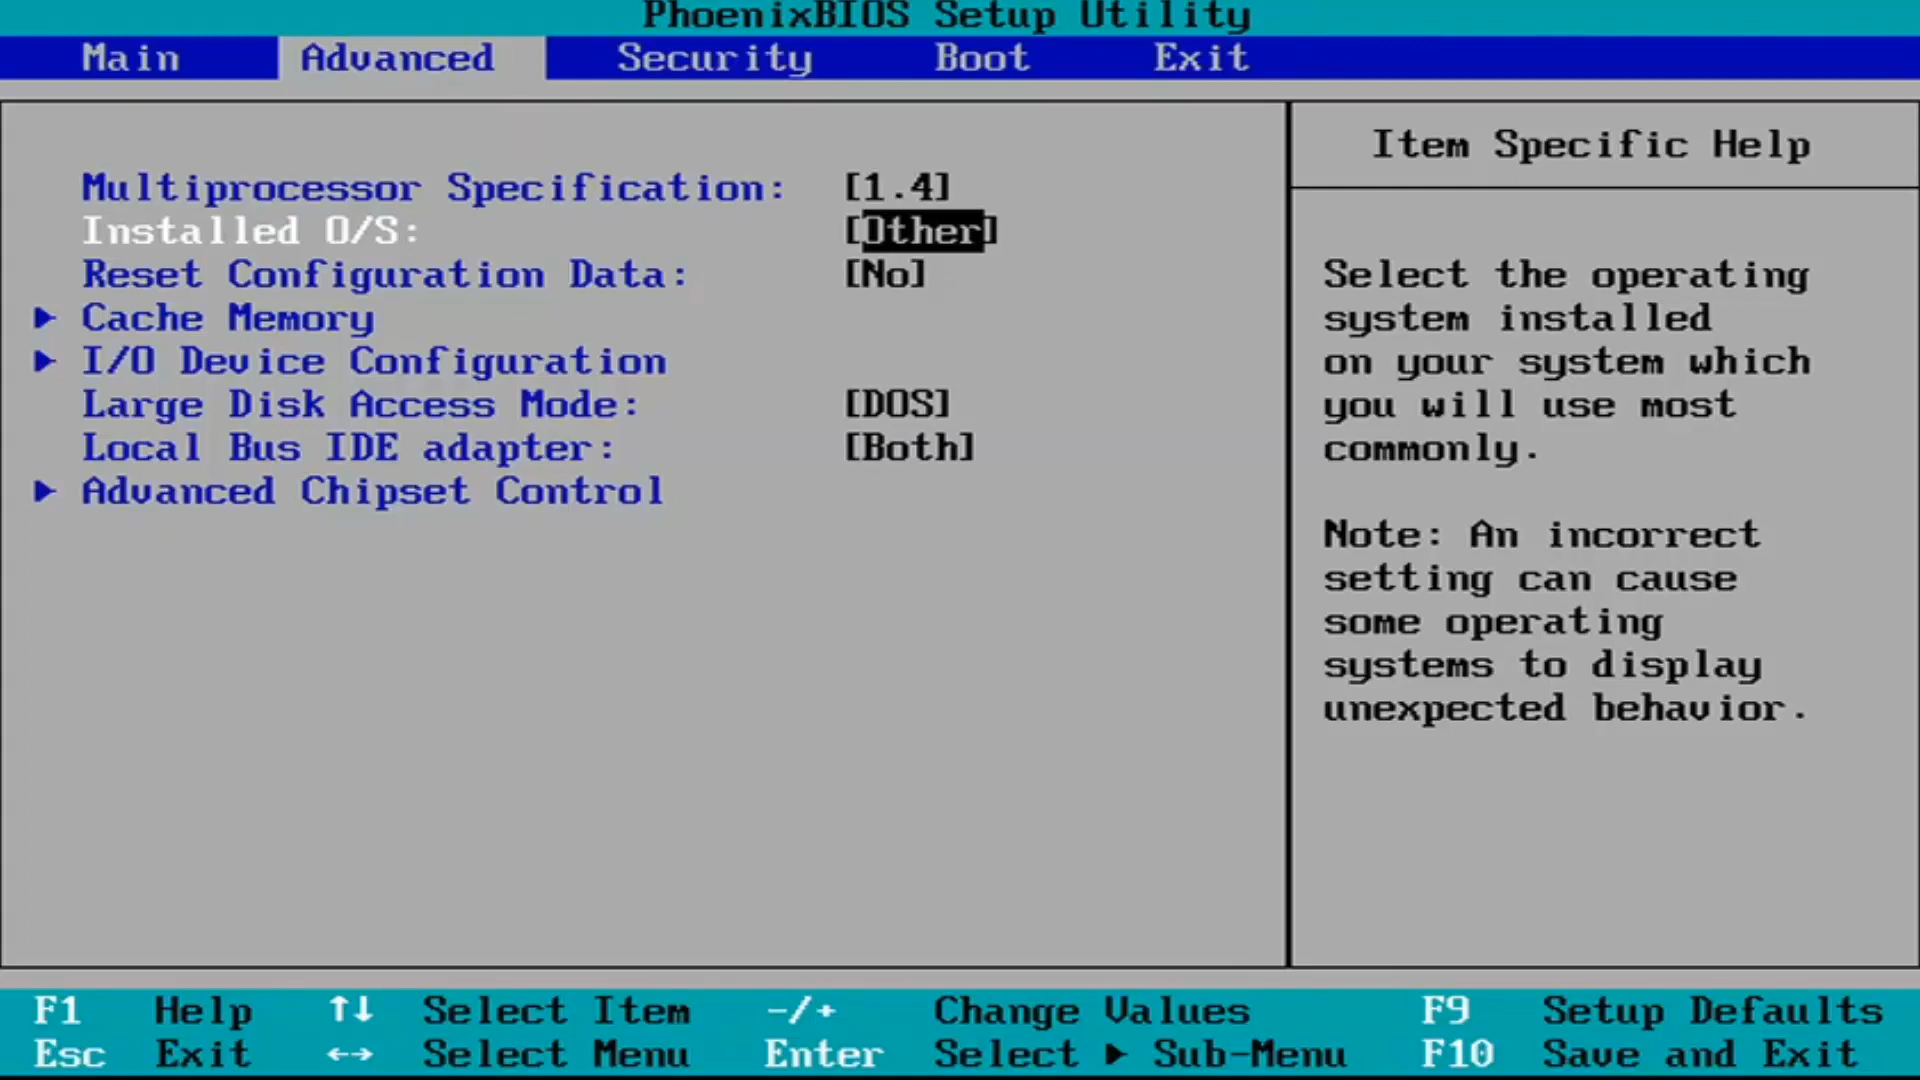 PhoenixBIOS Setup Utility
Main Advanced Security Boot Exit
Item Specific Help
Multiprocessor Specification: [1.4]
Installed O/S: [Other]
Reset Configuration Data: [No]
▶ Cache Memory
▶ I/O Device Configuration
Large Disk Access Mode: [DOS]
Local Bus IDE adapter: [Both]
▶ Advanced Chipset Control
Select the operating
system installed
on your system which
you will use most
commonly.
Note: An incorrect
setting can cause
some operating
systems to display
unexpected behavior.
F1 Help ↑↓ Select Item -/+ Change Values F9 Setup Defaults
Esc Exit ↔ Select Menu Enter Select ▶ Sub-Menu F10 Save and Exit